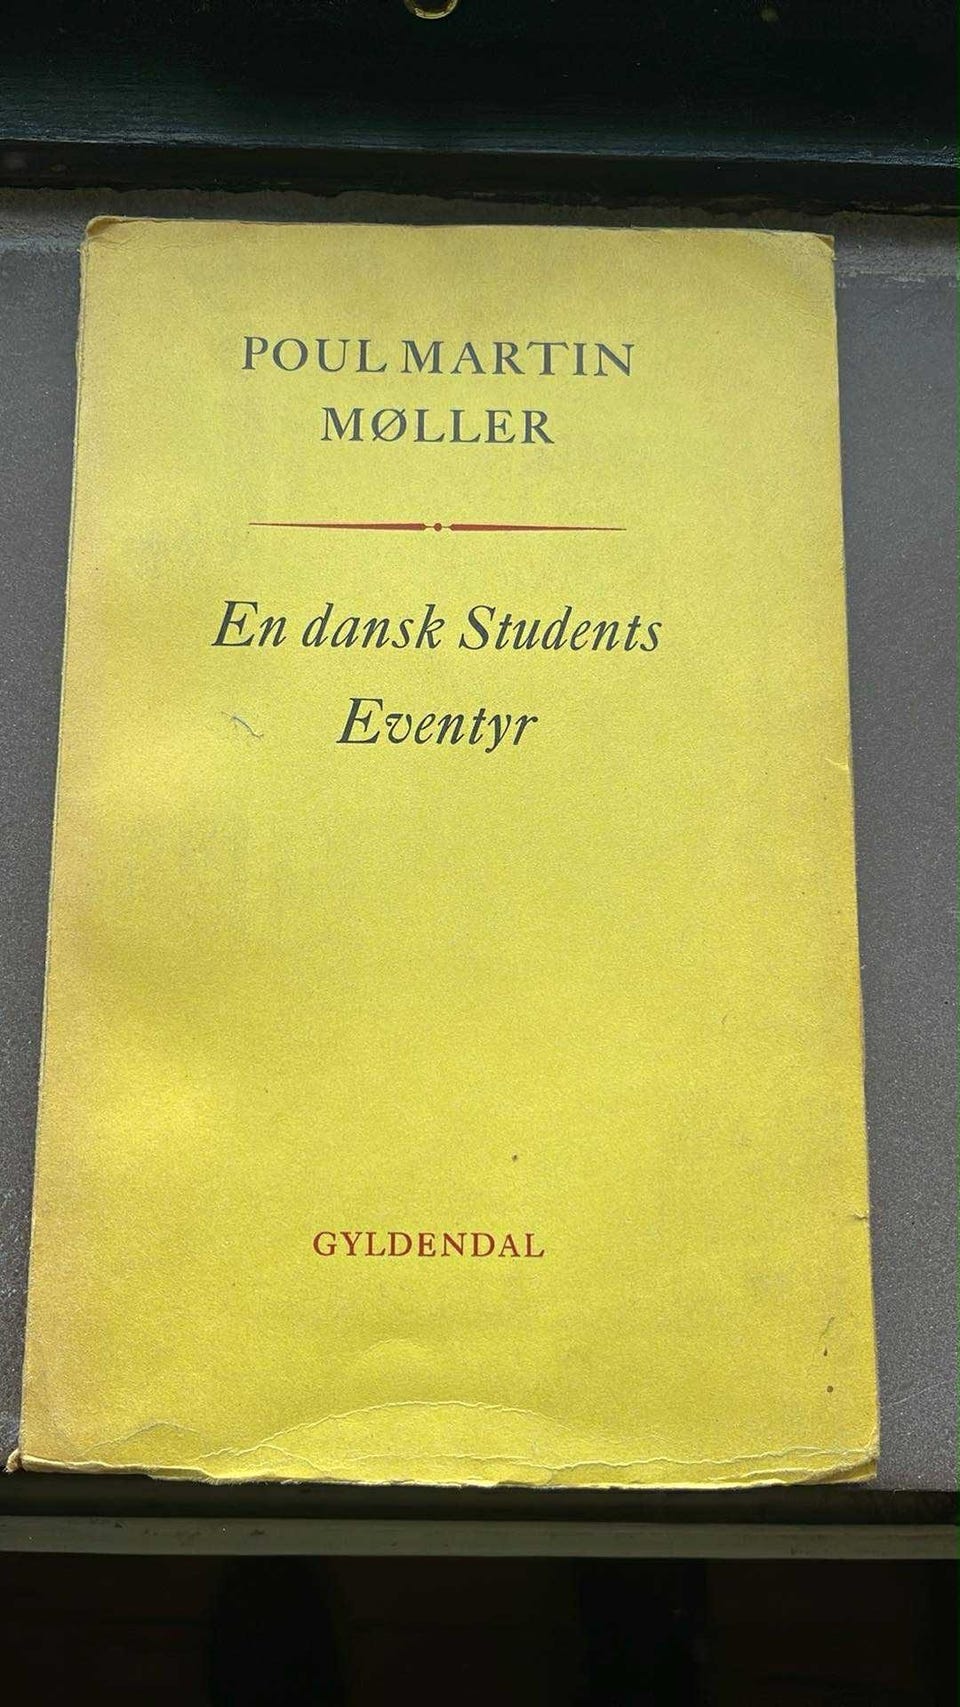 POUL MARTIN
MØLLER
En dansk Students
Eventyr
GYLDENDAL